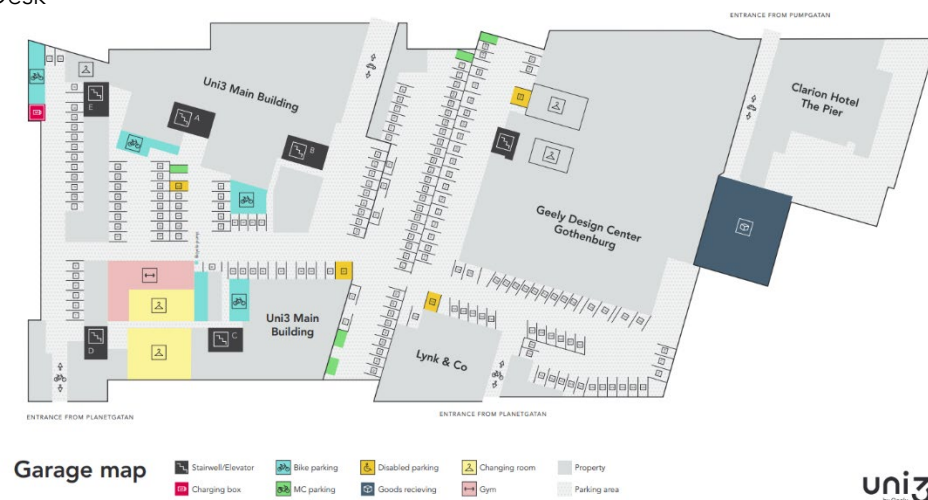 ENTRANCE FROM PUMPGATAN
Uni3 Main Building
Clarion Hotel
The Pier
E
A
B
Geely Design Center
Gothenburg
Uni3 Main
Building
D
C
Lynk & Co
ENTRANCE FROM PLANETGATAN
ENTRANCE FROM PLANETGATAN
Garage map
Stairwell/Elevator
Bike parking
Disabled parking
Changing room
Property
Charging box
MC parking
Goods recieving
Gym
Parking area
uni3